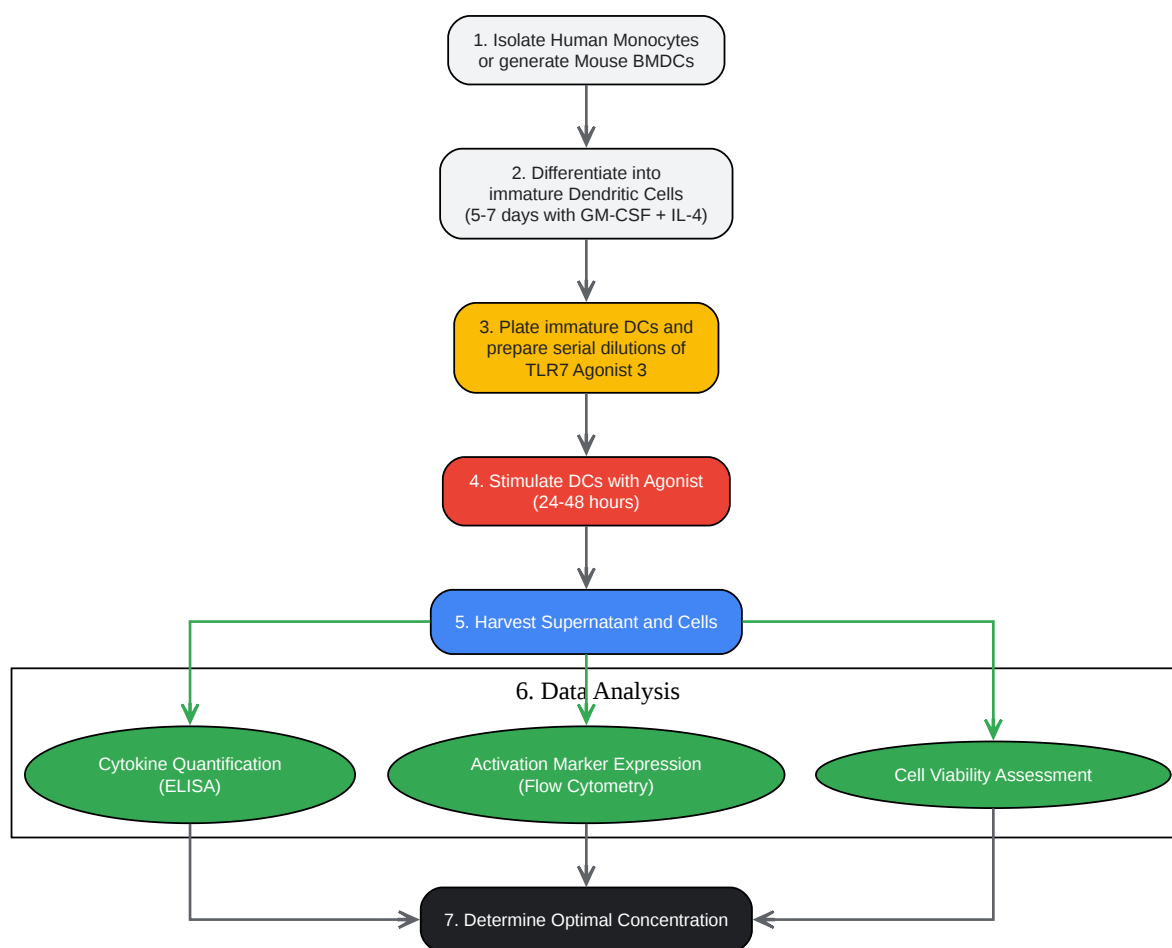 1. Isolate Human Monocytes
or generate Mouse BMDCs
2. Differentiate into
immature Dendritic Cells
(5-7 days with GM-CSF + IL-4)
3. Plate immature DCs and
prepare serial dilutions of
TLR7 Agonist 3
4. Stimulate DCs with Agonist
(24-48 hours)
5. Harvest Supernatant and Cells
6. Data Analysis
Cytokine Quantification
(ELISA)
Activation Marker Expression
(Flow Cytometry)
Cell Viability Assessment
7. Determine Optimal Concentration